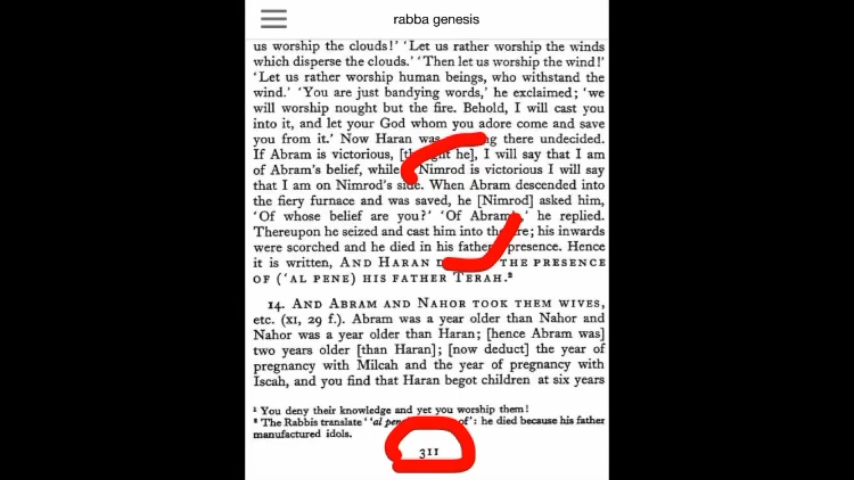 rabba genesis
us worship the clouds!' 'Let us rather worship the winds
which disperse the clouds.' 'Then let us worship the wind!'
'Let us rather worship human beings, who withstand the
wind.' 'You are just bandying words,' he exclaimed; 'we
will worship nought but the fire. Behold, I will cast you
into it, and let your God whom you adore come and save
you from it.' Now Haran was there undecided.
If Abram is victorious, [thought he], I will say that I am
of Abram's belief, while Nimrod is victorious I will say
that I am on Nimrod's side. When Abram descended into
the fiery furnace and was saved, he [Nimrod] asked him,
'Of whose belief are you?' 'Of Abram's,' he replied.
Thereupon he seized and cast him into the fire; his inwards
were scorched and he died in his father presence. Hence
it is written, AND HARAN THE PRESENCE
OF ('AL PENE) HIS FATHER TERAH.²
14. AND ABRAM AND NAHOR TOOK THEM WIVES,
etc. (XI, 29 f.). Abram was a year older than Nahor and
Nahor was a year older than Haran; [hence Abram was]
two years older [than Haran]; [now deduct] the year of
pregnancy with Milcah and the year of pregnancy with
Iscah, and you find that Haran begot children at six years
¹ You deny their knowledge and yet you worship them!
² The Rabbis translate ''al pene of': he died because his father
manufactured idols.
311